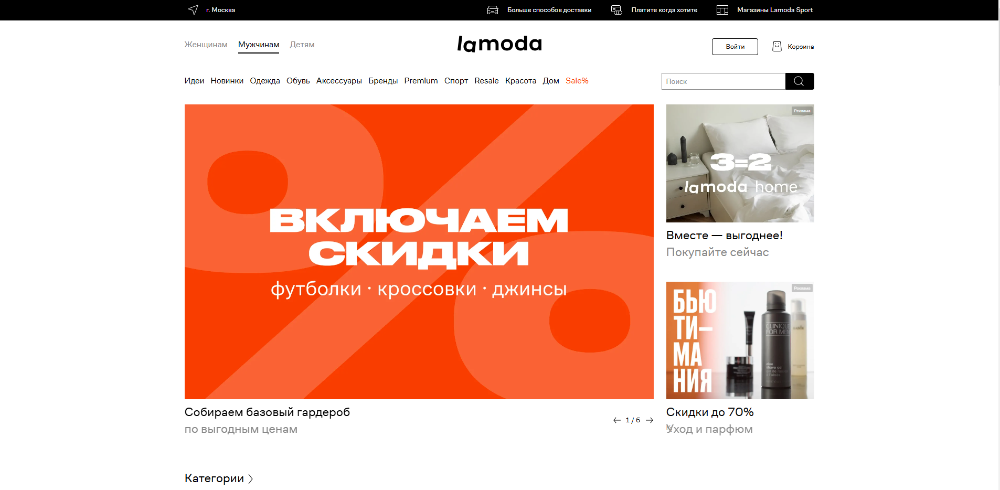 г. Москва
Больше способов доставки
Платите когда хотите
Магазины Lamoda Sport
Женщинам
Мужчинам
Детям
lamoda
Войти
Корзина
Идеи Новинки Одежда Обувь Аксессуары Бренды Premium Спорт Resale Красота Дом Sale%
Поиск
%
ВКЛЮЧАЕМ
СКИДКИ
футболки · кроссовки · джинсы
Собираем базовый гардероб
по выгодным ценам
1 / 6
Реклама
3=2
lamoda home
Вместе — выгоднее!
Покупайте сейчас
Реклама
БЬЮ
ТИ–
МА
НИЯ
CLINIQUE
FOR MEN
aloe
shave gel
Скидки до 70%
Уход и парфюм
Категории